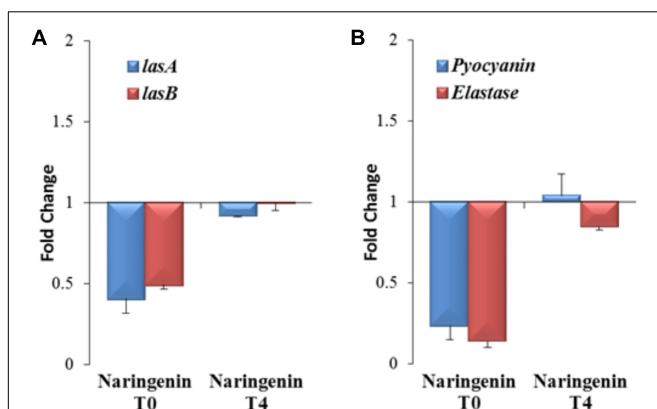 A
2
1.5
1
0.5
0
Fold Change
lasA
lasB
Naringenin
T0
Naringenin
T4
B
2
1.5
1
0.5
0
Fold Change
Pyocyanin
Elastase
Naringenin
T0
Naringenin
T4